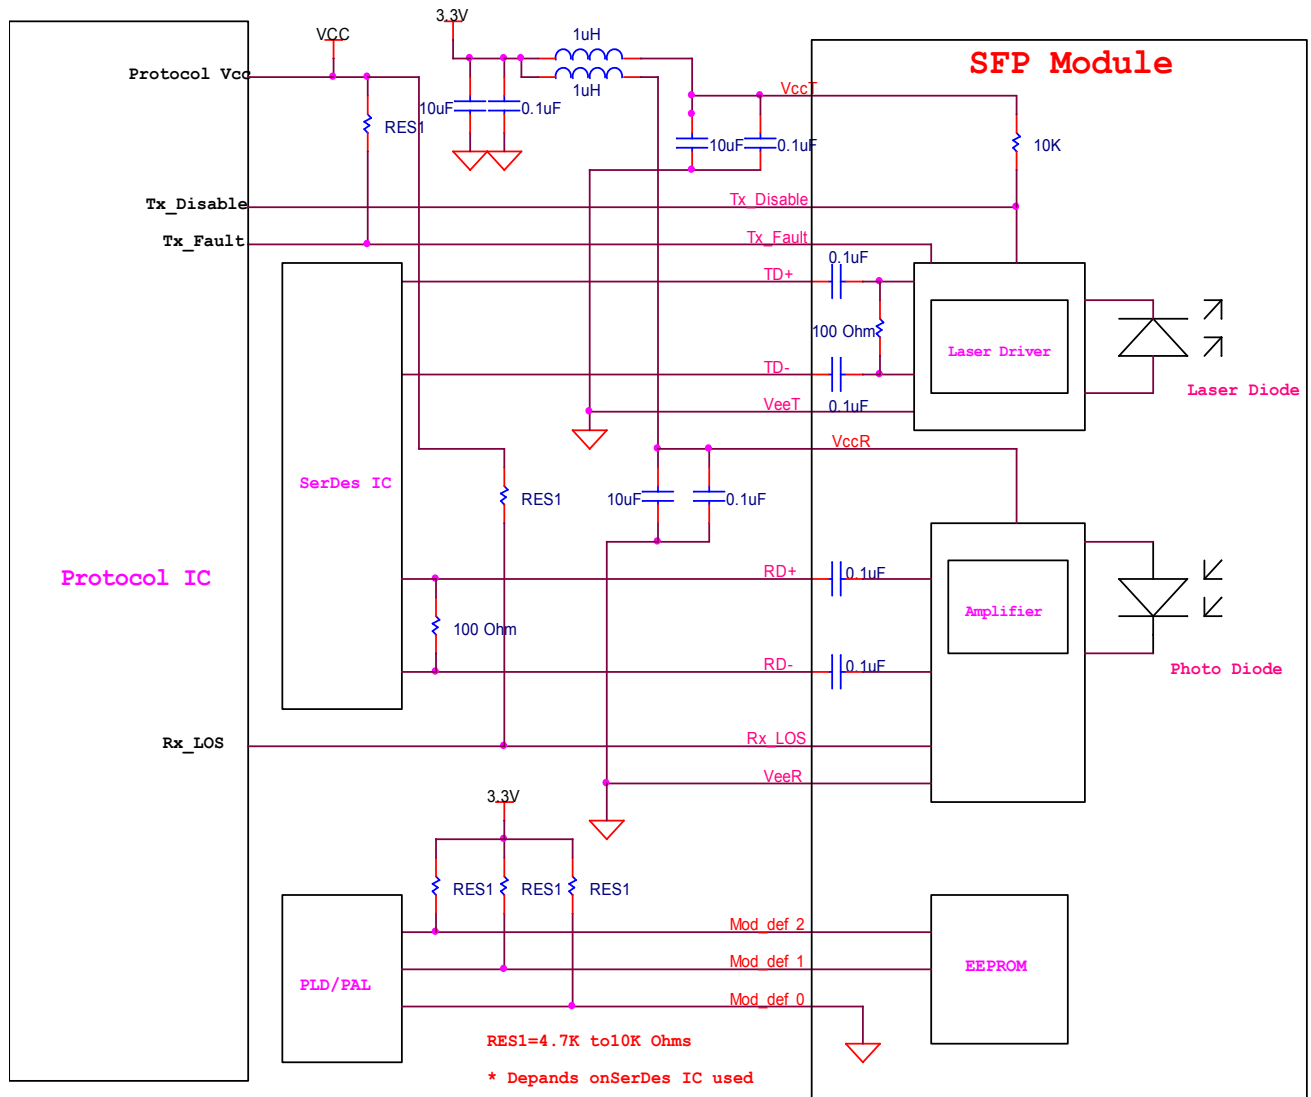 3.3V
VCC
1uH
SFP Module
Protocol Vcc
1uH
VccT
10uF
0.1uF
RES1
10uF
0.1uF
10K
Tx_Disable
Tx_Disable
Tx_Fault
Tx_Fault
0.1uF
TD+
100 Ohm
Laser Driver
TD-
Laser Diode
VeeT
0.1uF
VccR
SerDes IC
RES1
10uF
0.1uF
Protocol IC
RD+
0.1uF
Amplifier
100 Ohm
RD-
0.1uF
Photo Diode
Rx_LOS
Rx_LOS
VeeR
3.3V
RES1
RES1
RES1
Mod_def 2
Mod_def 1
EEPROM
PLD/PAL
Mod_def 0
RES1=4.7K to10K Ohms
* Depands onSerDes IC used